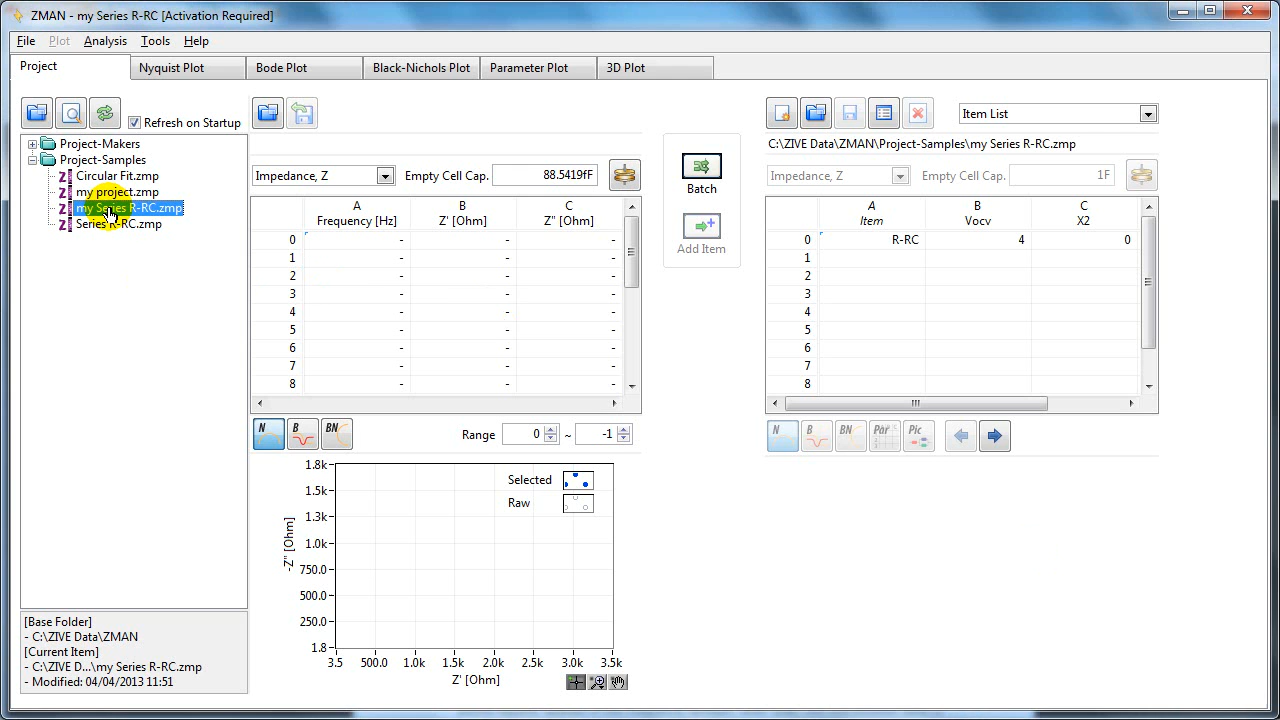 ZMAN - my Series R-RC [Activation Required]
File Plot Analysis Tools Help
Project Nyquist Plot Bode Plot Black-Nichols Plot Parameter Plot 3D Plot
Refresh on Startup
Project-Makers
Project-Samples
Circular Fit.zmp
my project.zmp
my Series R-RC.zmp
Series R-RC.zmp
[Base Folder]
- C:\ZIVE Data\ZMAN
[Current Item]
- C:\ZIVE D...\my Series R-RC.zmp
- Modified: 04/04/2013 11:51
Impedance, Z Empty Cell Cap. 88.5419fF
A B C
Frequency [Hz] Z' [Ohm] Z" [Ohm]
0 - - -
1 - - -
2 - - -
3 - - -
4 - - -
5 - - -
6 - - -
7 - - -
8 - - -
N B BN Range 0 ~ -1
Selected
Raw
-Z" [Ohm]
1.8k
1.5k
1.3k
1.0k
750.0
500.0
250.0
1.8
3.5 500.0 1.0k 1.5k 2.0k 2.5k 3.0k 3.5k
Z' [Ohm]
Batch
Add Item
Item List
C:\ZIVE Data\ZMAN\Project-Samples\my Series R-RC.zmp
Impedance, Z Empty Cell Cap. 1F
A B C
Item Vocv X2
0 R-RC 4 0
1
2
3
4
5
6
7
8
N B BN Par Pic